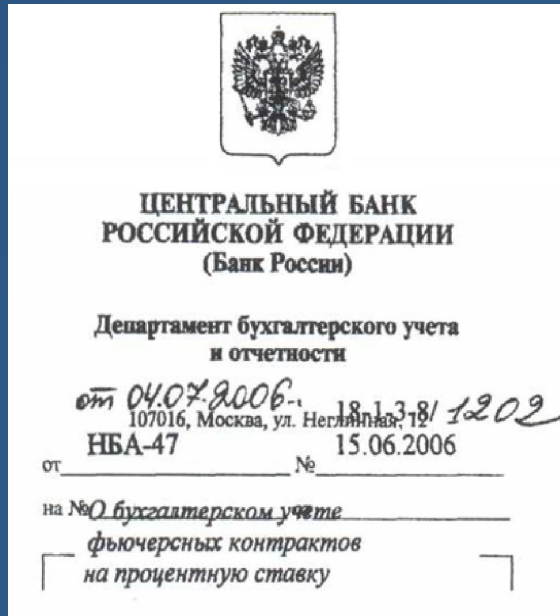 ЦЕНТРАЛЬНЫЙ БАНК
РОССИЙСКОЙ ФЕДЕРАЦИИ
(Банк России)
Департамент бухгалтерского учета
и отчетности
от 04.07.2006. 18-1-3-8/ 1202
107016, Москва, ул. Неглинная, 12
НБА-47 15.06.2006
от №
на № О бухгалтерском учете
фьючерсных контрактов
на процентную ставку